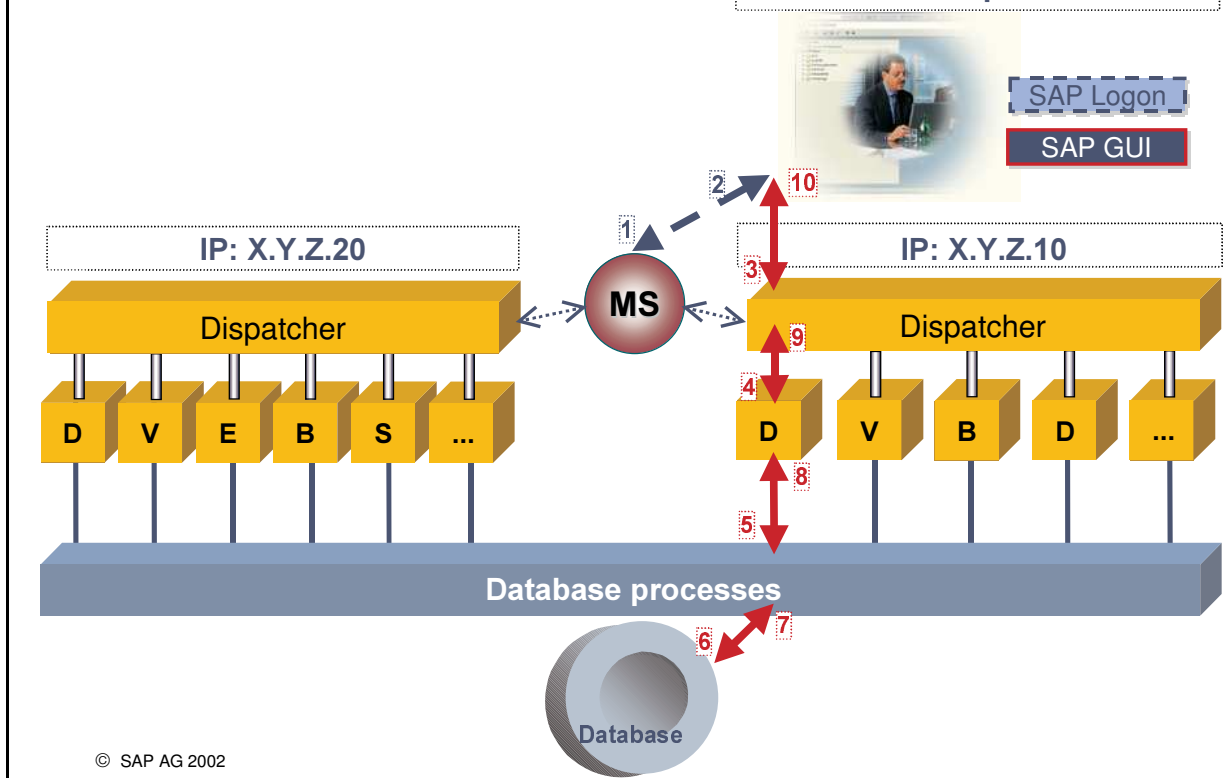 SAP Logon
SAP GUI
2
10
1
IP: X.Y.Z.20
IP: X.Y.Z.10
3
MS
Dispatcher
Dispatcher
9
4
D
V
E
B
S
...
D
V
B
D
...
8
5
Database processes
6
7
Database
© SAP AG 2002